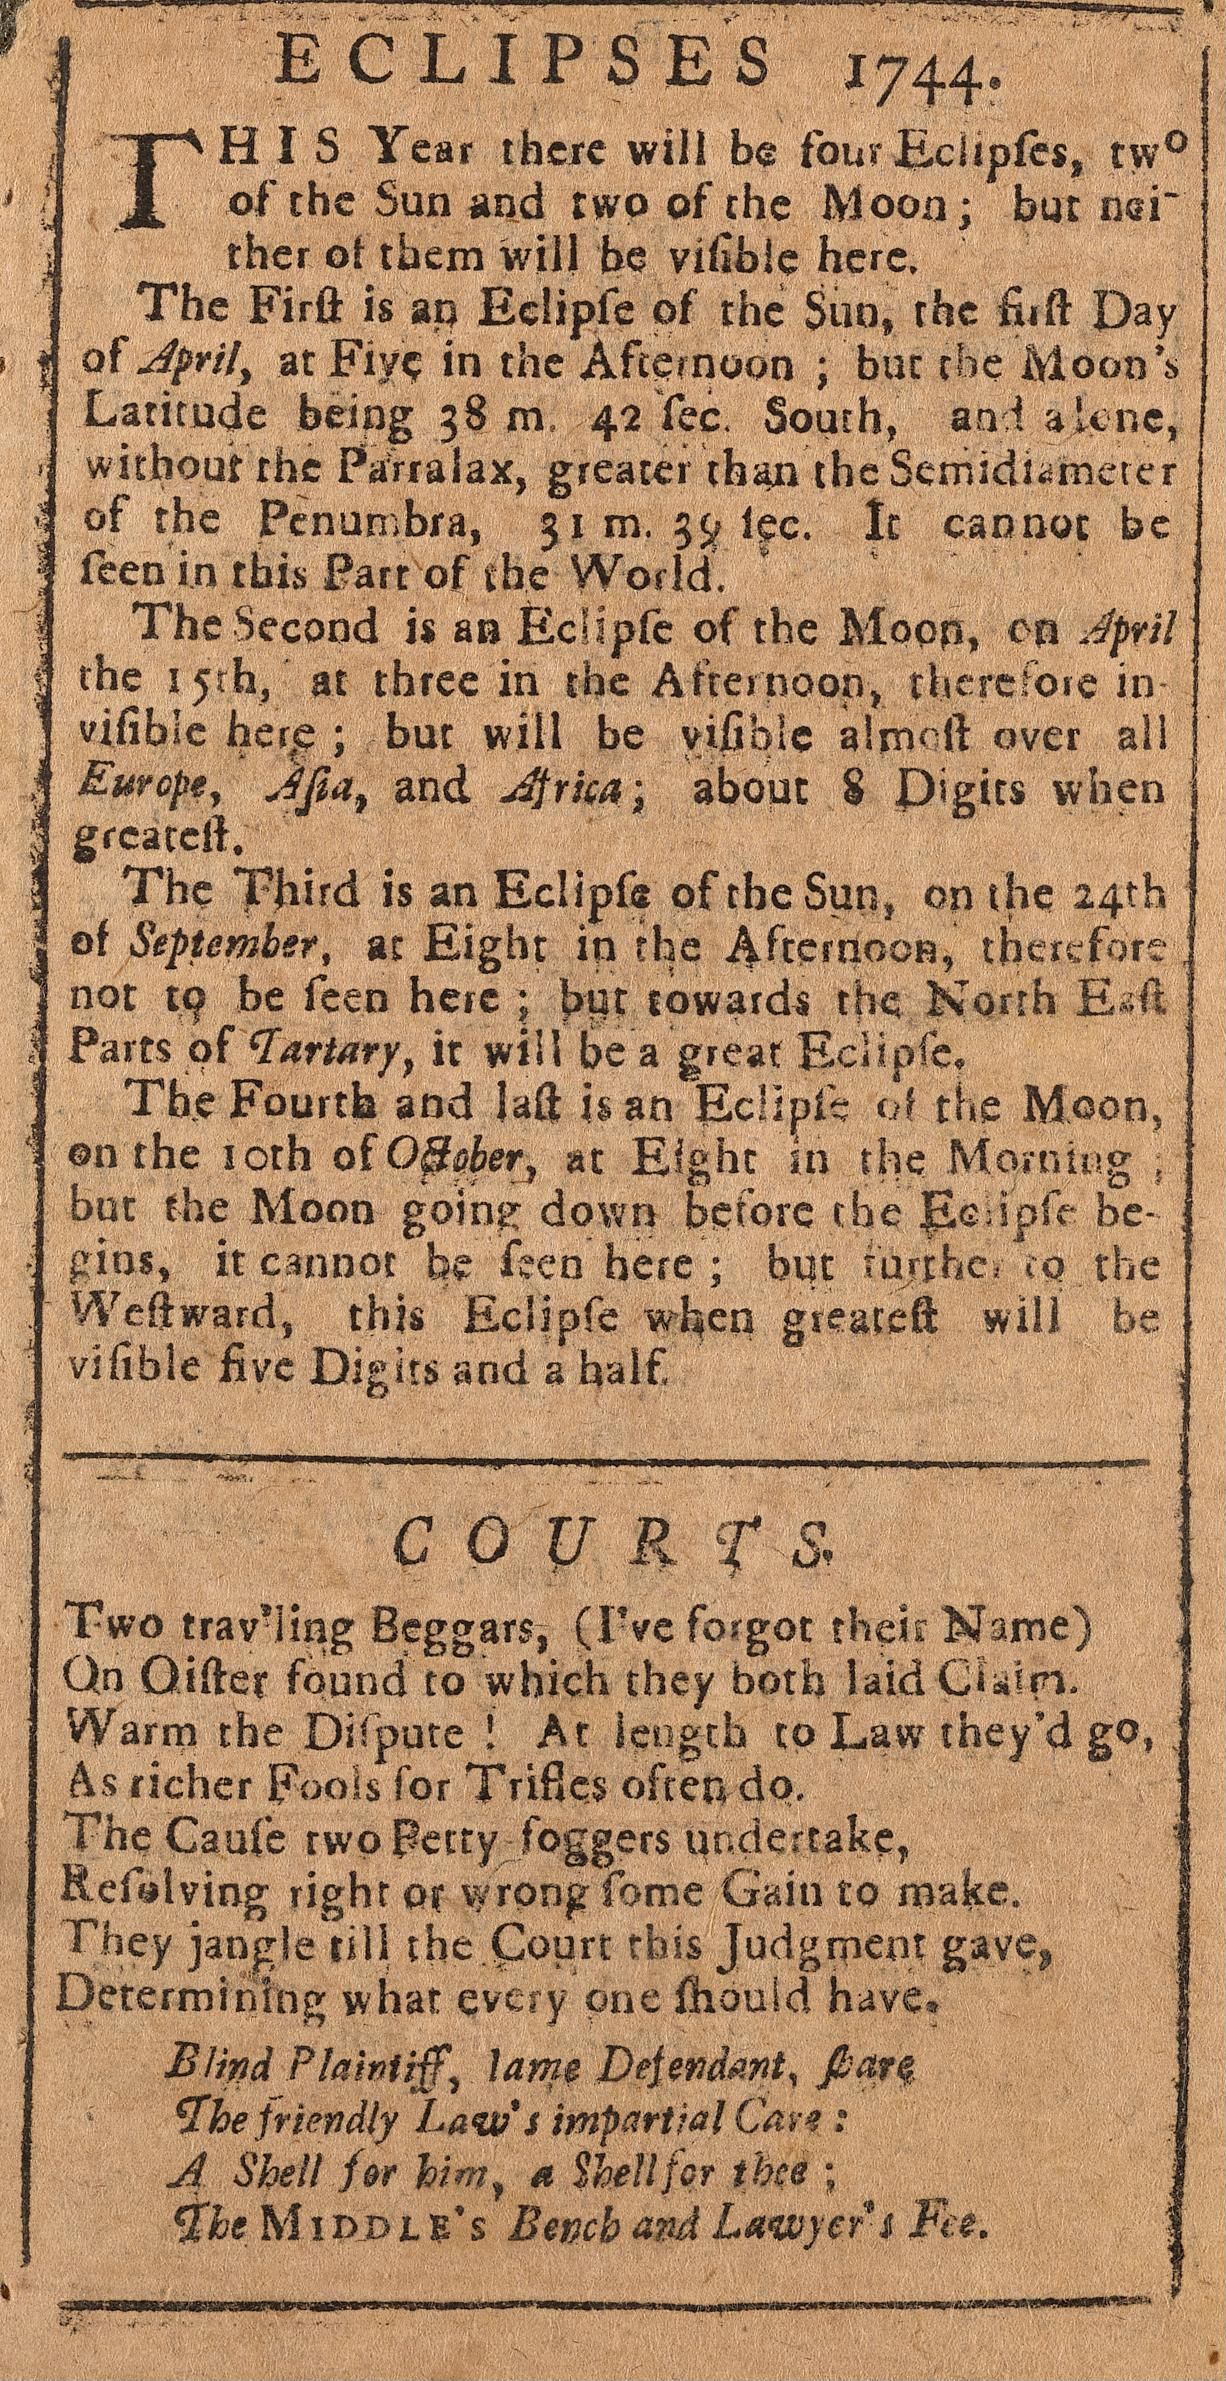 ECLIPSES 1744.
THIS Year there will be four Eclipſes, two
of the Sun and two of the Moon; but nei-
ther of them will be viſible here.
The Firſt is an Eclipſe of the Sun, the firſt Day
of April, at Five in the Afternoon ; but the Moon's
Latitude being 38 m. 42 ſec. South, and alone,
without the Parralax, greater than the Semidiameter
of the Penumbra, 31 m. 39 ſec. It cannot be
ſeen in this Part of the World.
The Second is an Eclipſe of the Moon, on April
the 15th, at three in the Afternoon, therefore in-
viſible here ; but will be viſible almoſt over all
Europe, Aſia, and Africa ; about 8 Digits when
greateſt.
The Third is an Eclipſe of the Sun, on the 24th
of September, at Eight in the Afternoon, therefore
not to be ſeen here ; but towards the North Eaſt
Parts of Tartary, it will be a great Eclipſe.
The Fourth and laſt is an Eclipſe of the Moon,
on the 10th of October, at Eight in the Morning ;
but the Moon going down before the Eclipſe be-
gins, it cannot be ſeen here ; but further to the
Weſtward, this Eclipſe when greateſt will be
viſible five Digits and a half.
COURTS.
Two trav'ling Beggars, (I've forgot their Name)
On Oiſter found to which they both laid Claim.
Warm the Diſpute ! At length to Law they'd go,
As richer Fools for Trifles often do.
The Cauſe two Petty-foggers undertake,
Reſolving right or wrong ſome Gain to make.
They jangle till the Court this Judgment gave,
Determining what every one ſhould have.
Blind Plaintiff, lame Defendant, ſhare
The friendly Law's impartial Care :
A Shell for him, a Shell for thee ;
The MIDDLE'S Bench and Lawyer's Fee.